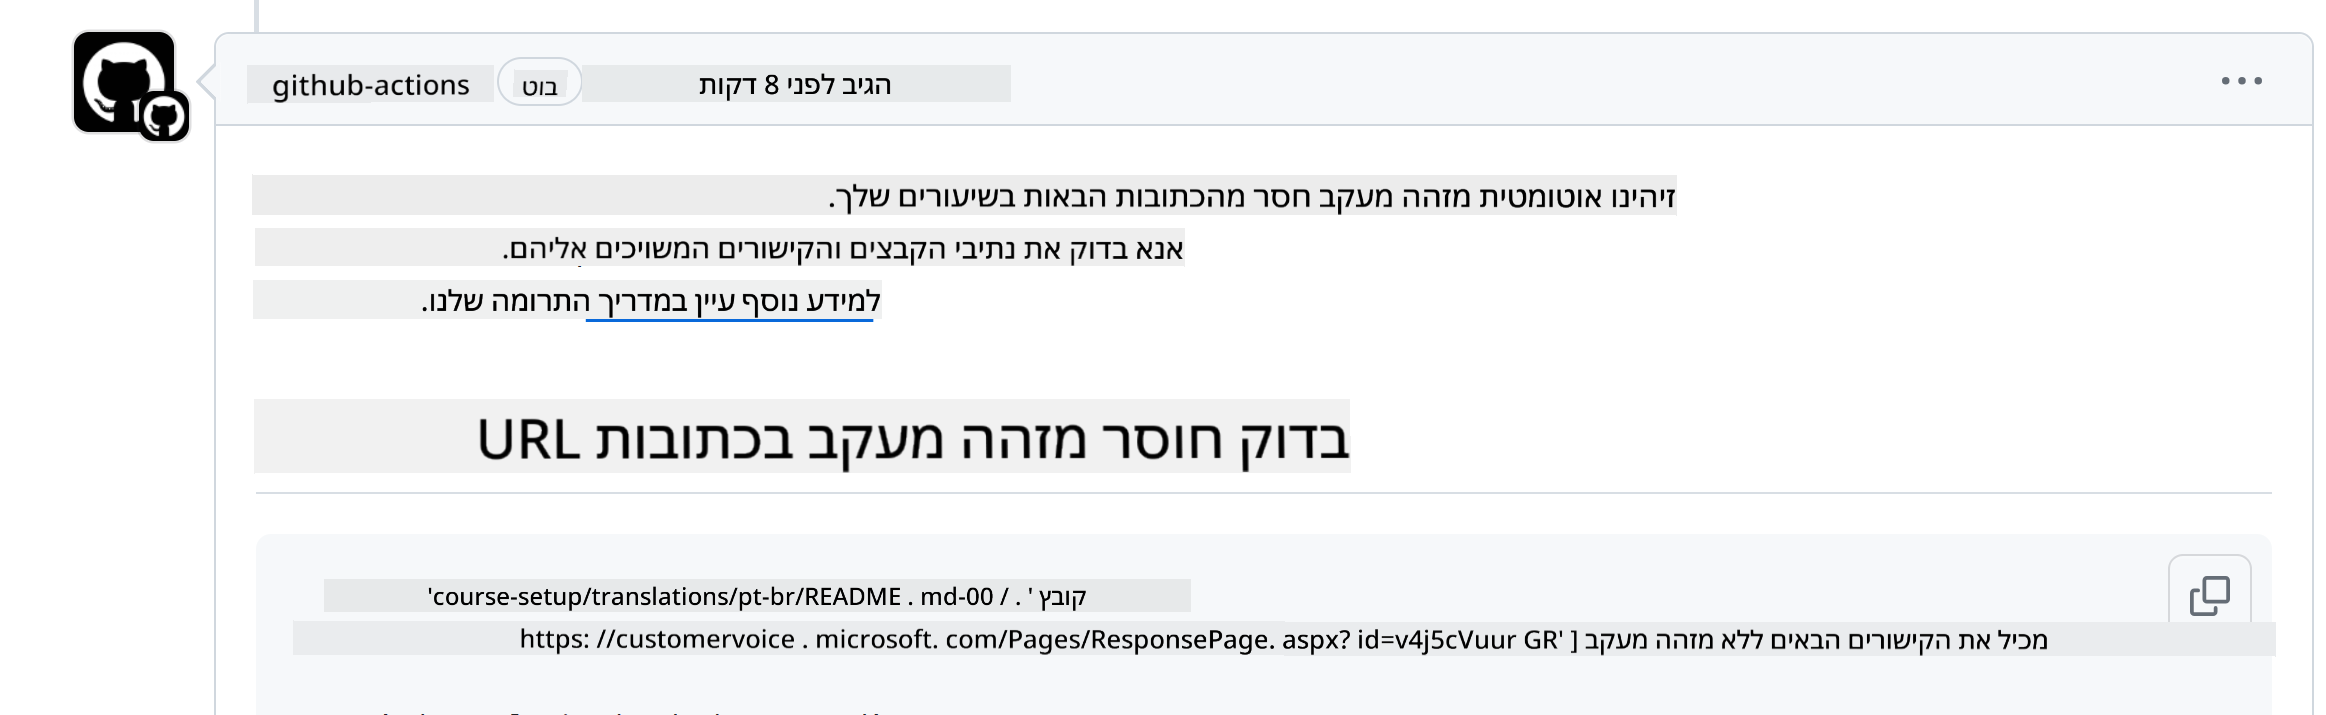 github-actions בוט הגיב לפני 8 דקות
זיהינו אוטומטית מזהה מעקב חסר מהכתובות הבאות בשיעורים שלך.
אנא בדוק את נתיבי הקבצים והקישורים המשויכים אליהם.
למידע נוסף עיין במדריך התרומה שלנו.
בדוק חוסר מזהה מעקב בכתובות URL
קובץ ' . / course-setup/translations/pt-br/README . md-00'
מכיל את הקישורים הבאים ללא מזהה מעקב [ 'https: //customervoice . microsoft. com/Pages/ResponsePage. aspx? id=v4j5cVuur GR